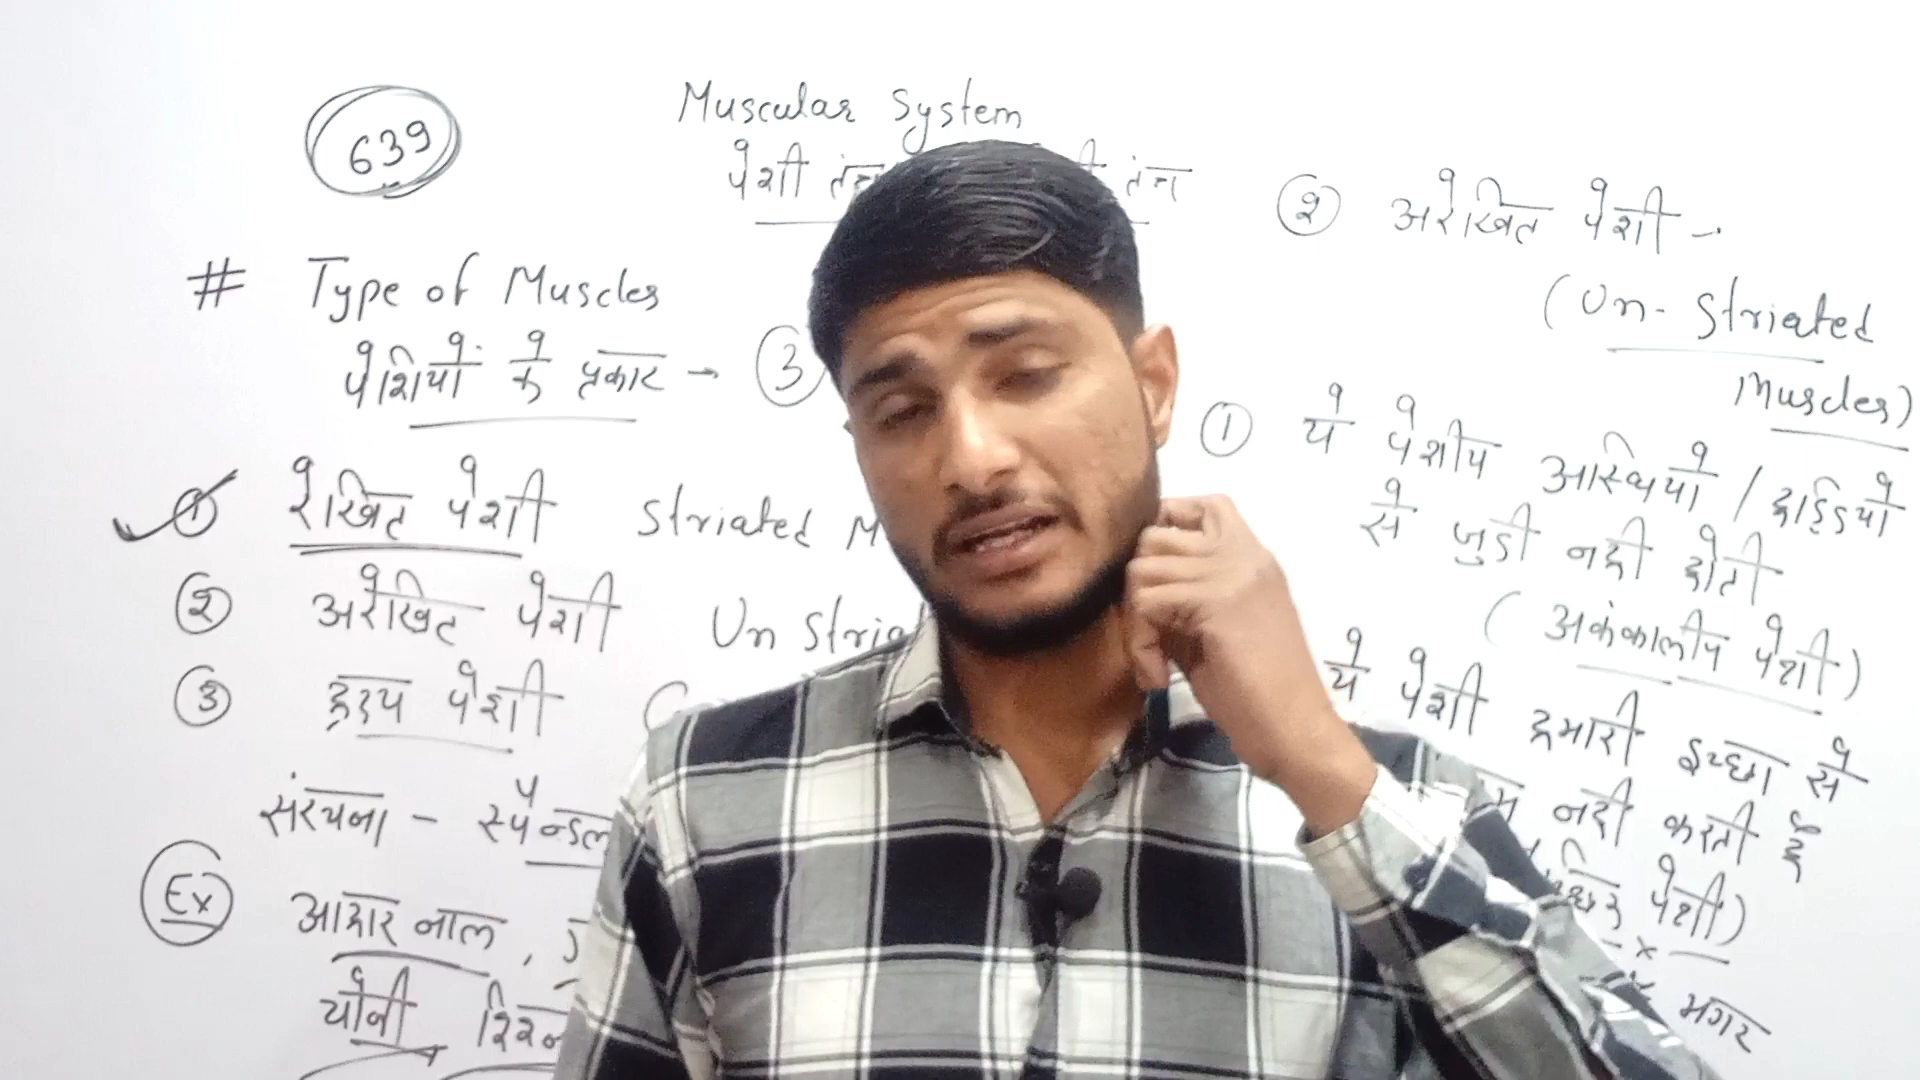 639
Muscular System
पेशी तंत्र तंत्र
# Type of Muscles
पेशियों के प्रकार → 3
1 रेखित पेशी Striated M
2 अरेखित पेशी Un Stria
3 हृदय पेशी C
संरचना - स्पेन्डल
Ex आहार नाल,
योनी शिश्न
2 अरेखित पेशी -
(Un-Striated
Muscles)
1 ये पेशीय अस्थियों / हड्डियों
से जुडी नही होती
(अकंकालीय पेशी)
ये पेशी हमारी इच्छा से
नही करती है
पेशी)
मगर